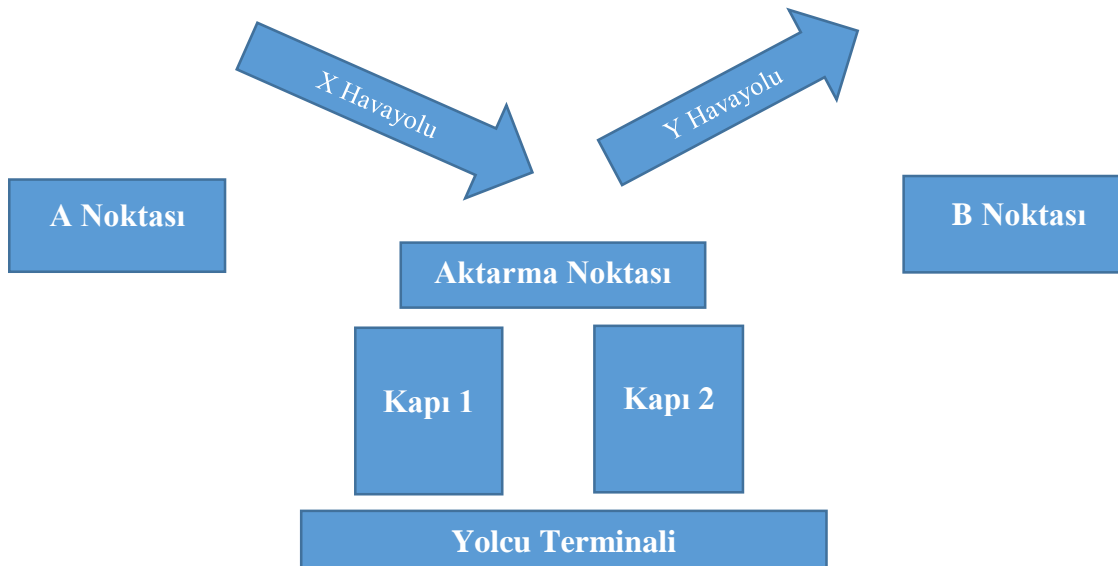 X Havayolu
Y Havayolu
A Noktası
B Noktası
Aktarma Noktası
Kapı 1
Kapı 2
Yolcu Terminali